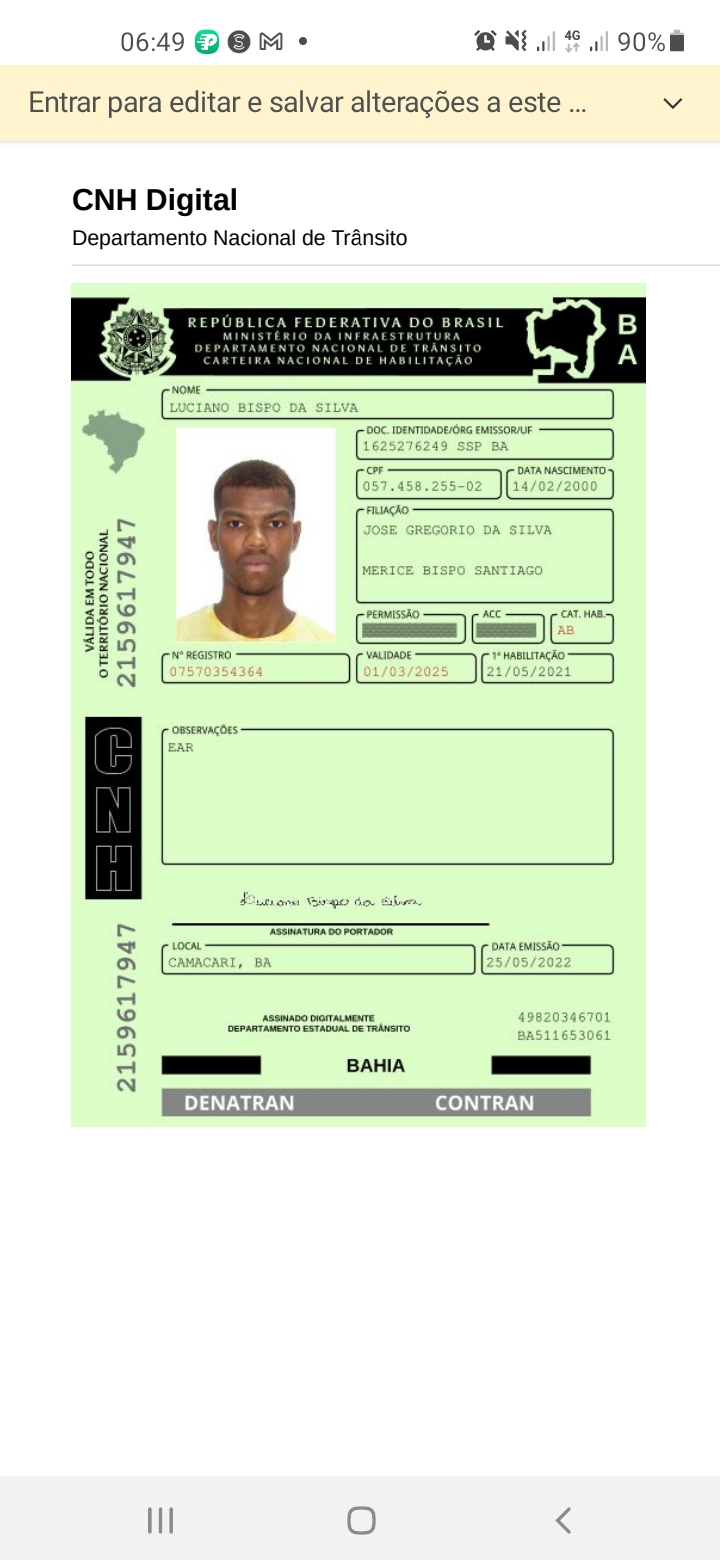 06:49
4G
90%
Entrar para editar e salvar alterações a este ...
CNH Digital
Departamento Nacional de Trânsito
REPÚBLICA FEDERATIVA DO BRASIL
MINISTÉRIO DA INFRAESTRUTURA
DEPARTAMENTO NACIONAL DE TRÂNSITO
CARTEIRA NACIONAL DE HABILITAÇÃO
BA
NOME
LUCIANO BISPO DA SILVA
DOC. IDENTIDADE/ÓRG EMISSOR/UF
1625276249 SSP BA
CPF
057.458.255-02
DATA NASCIMENTO
14/02/2000
FILIAÇÃO
JOSE GREGORIO DA SILVA
MERICE BISPO SANTIAGO
PERMISSÃO
ACC
CAT. HAB.
AB
VÁLIDA EM TODO
O TERRITÓRIO NACIONAL
2159617947
Nº REGISTRO
07570354364
VALIDADE
01/03/2025
1ª HABILITAÇÃO
21/05/2021
CNH
OBSERVAÇÕES
EAR
Luciano Bispo da Silva
ASSINATURA DO PORTADOR
LOCAL
CAMACARI, BA
DATA EMISSÃO
25/05/2022
2159617947
ASSINADO DIGITALMENTE
DEPARTAMENTO ESTADUAL DE TRÂNSITO
49820346701
BA511653061
BAHIA
DENATRAN
CONTRAN